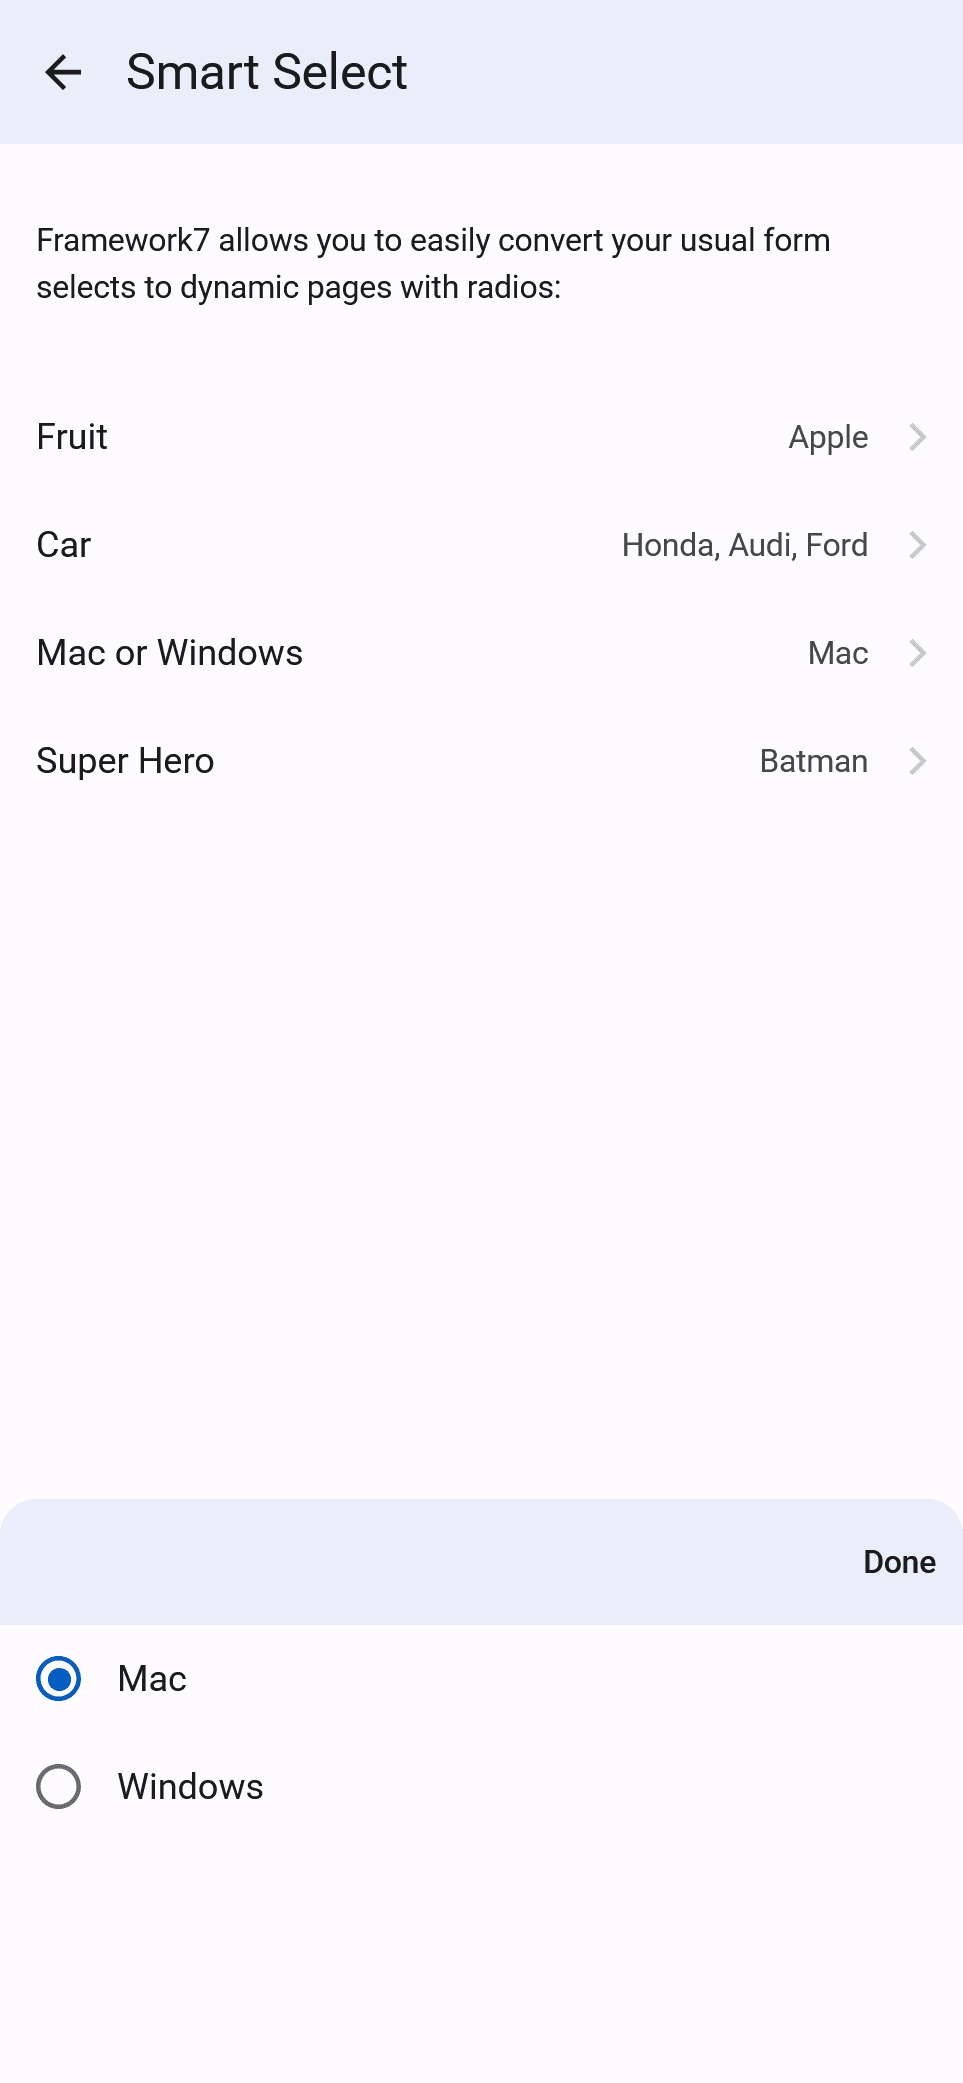 Smart Select
Framework7 allows you to easily convert your usual form
selects to dynamic pages with radios:
Fruit Apple
Car Honda, Audi, Ford
Mac or Windows Mac
Super Hero Batman
Done
Mac
Windows